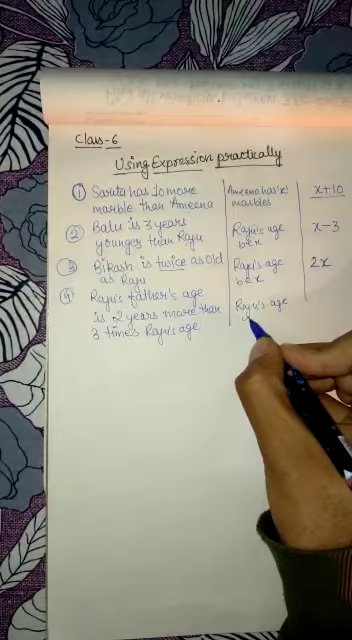 Class-6
Using Expression practically
① Sarita has 10 more
marble than Ameena
Ameena has 'x'
marbles
x+10
② Balu is 3 years
younger than Raju
Raju's age
be x
x-3
③ Bikash is twice as old
as Raju
Raju's age
be x
2x
④ Raju's father's age
is 2 years more than
3 times Raju's age
Raju's age